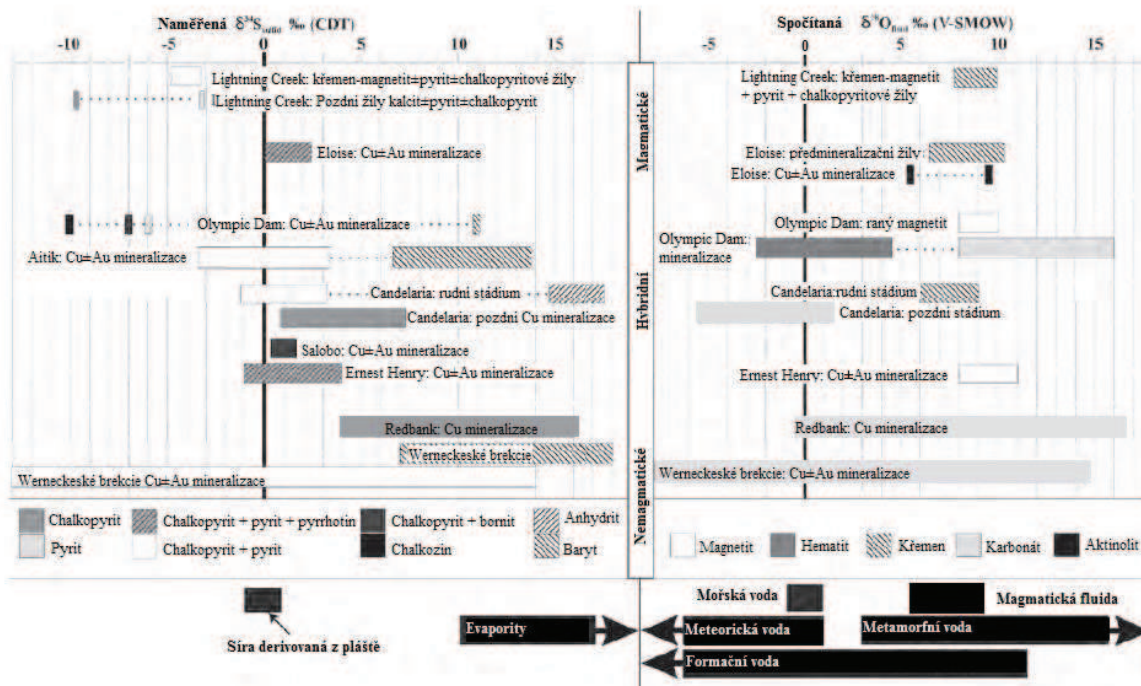 Naměřená δ³⁴S sulfid ‰ (CDT)
-10 -5 0 5 10 15
Lightning Creek: křemen-magnetit±pyrit±chalkopyritové žily
Lightning Creek: Pozdní žíly kalcit±pyrit±chalkopyrit
Eloise: Cu±Au mineralizace
Olympic Dam: Cu±Au mineralizace
Aitik: Cu±Au mineralizace
Candelaria: rudní stádium
Candelaria: pozdní Cu mineralizace
Salobo: Cu±Au mineralizace
Ernest Henry: Cu±Au mineralizace
Redbank: Cu mineralizace
Werneckeské brekcie
Werneckeské brekcie Cu±Au mineralizace
Chalkopyrit
Chalkopyrit + pyrit + pyrrhotin
Chalkopyrit + bornit
Anhydrit
Pyrit
Chalkopyrit + pyrit
Chalkozin
Baryt
Síra derivovaná z pláště
Evapority
Magmatické
Hybridní
Nemagmatické
Spočítaná δ¹⁸O fluid ‰ (V-SMOW)
-5 0 5 10 15
Lightning Creek: křemen-magnetit
+ pyrit + chalkopyritové žily
Eloise: předmineralizační žíly
Eloise: Cu±Au mineralizace
Olympic Dam: raný magnetit
Olympic Dam:
mineralizace
Candelaria:rudní stádium
Candelaria: pozdní stádium
Ernest Henry: Cu±Au mineralizace
Redbank: Cu mineralizace
Werneckeské brekcie: Cu±Au mineralizace
Magnetit
Hematit
Křemen
Karbonát
Aktinolit
Mořská voda
Magmatická fluida
Meteorická voda
Metamorfní voda
Formační voda